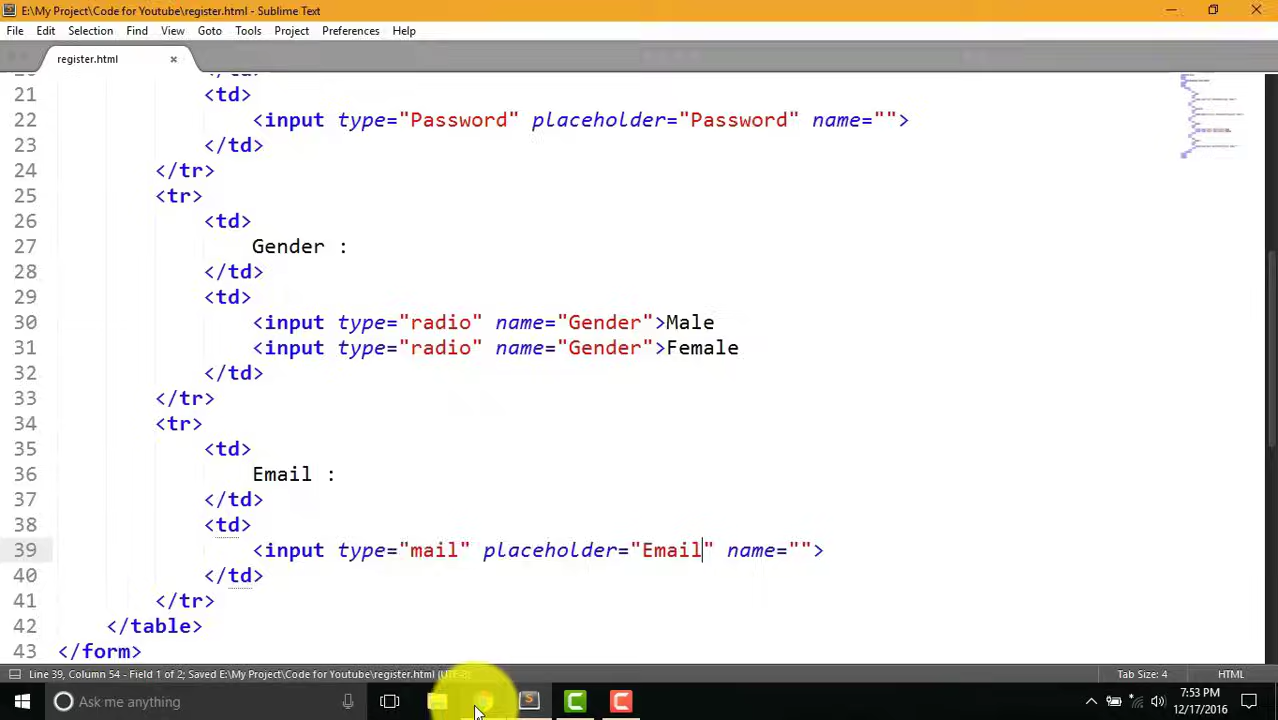 E:\My Project\Code for Youtube\register.html - Sublime Text
File Edit Selection Find View Goto Tools Project Preferences Help
register.html ×
</td>
21 <td>
22 <input type="Password" placeholder="Password" name="">
23 </td>
24 </tr>
25 <tr>
26 <td>
27 Gender :
28 </td>
29 <td>
30 <input type="radio" name="Gender">Male
31 <input type="radio" name="Gender">Female
32 </td>
33 </tr>
34 <tr>
35 <td>
36 Email :
37 </td>
38 <td>
39 <input type="mail" placeholder="Email" name="">
40 </td>
41 </tr>
42 </table>
43 </form>
Line 39, Column 54 - Field 1 of 2; Saved E:\My Project\Code for Youtube\register.html Tab Size: 4 HTML
Ask me anything
7:53 PM
12/17/2016